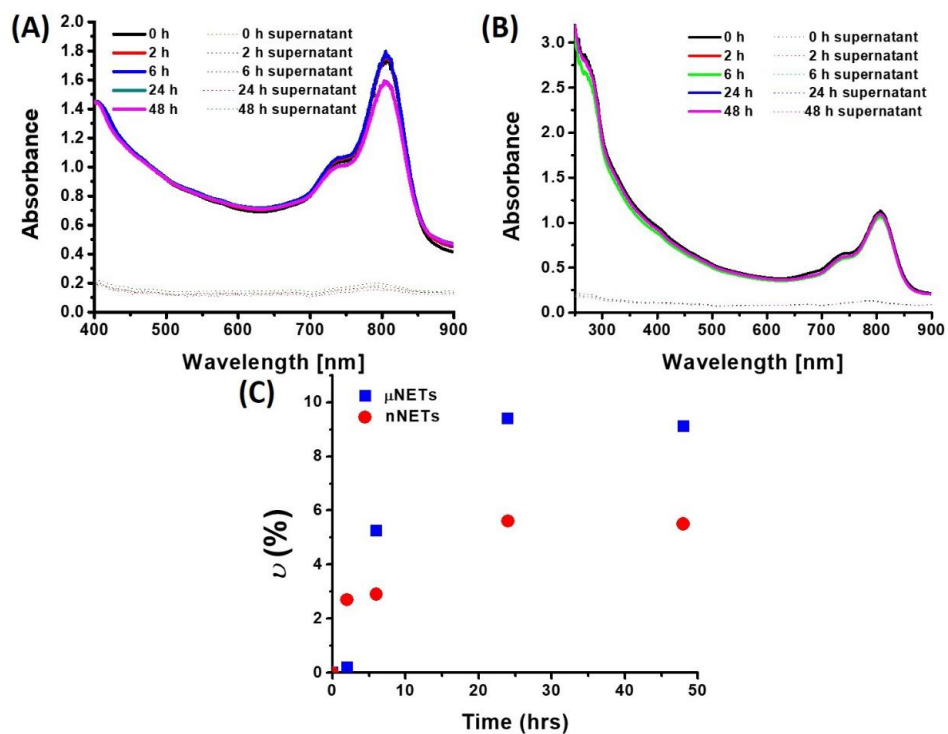 (A)
2.0
1.8
1.6
1.4
1.2
1.0
0.8
0.6
0.4
0.2
0.0
Absorbance
0 h
2 h
6 h
24 h
48 h
0 h supernatant
2 h supernatant
6 h supernatant
24 h supernatant
48 h supernatant
400 500 600 700 800 900
Wavelength [nm]
(B)
3.0
2.5
2.0
1.5
1.0
0.5
0.0
Absorbance
0 h
2 h
6 h
24 h
48 h
0 h supernatant
2 h supernatant
6 h supernatant
24 h supernatant
48 h supernatant
300 400 500 600 700 800 900
Wavelength [nm]
(C)
10
8
6
4
2
0
υ (%)
μNETs
nNETs
0 10 20 30 40 50
Time (hrs)